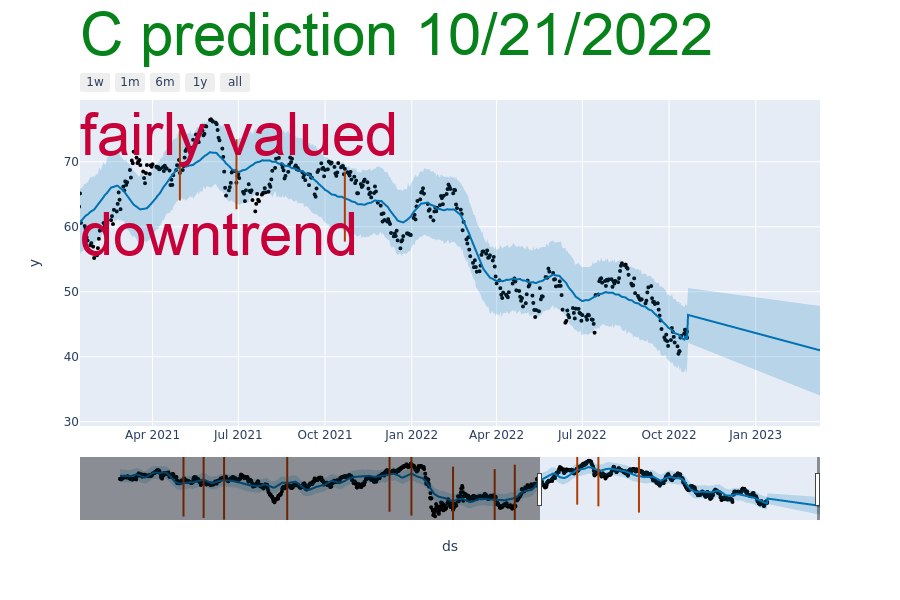 C prediction 10/21/2022
1w 1m 6m 1y all
fairly valued
70
60
downtrend
y
50
40
30
Apr 2021 Jul 2021 Oct 2021 Jan 2022 Apr 2022 Jul 2022 Oct 2022 Jan 2023
ds